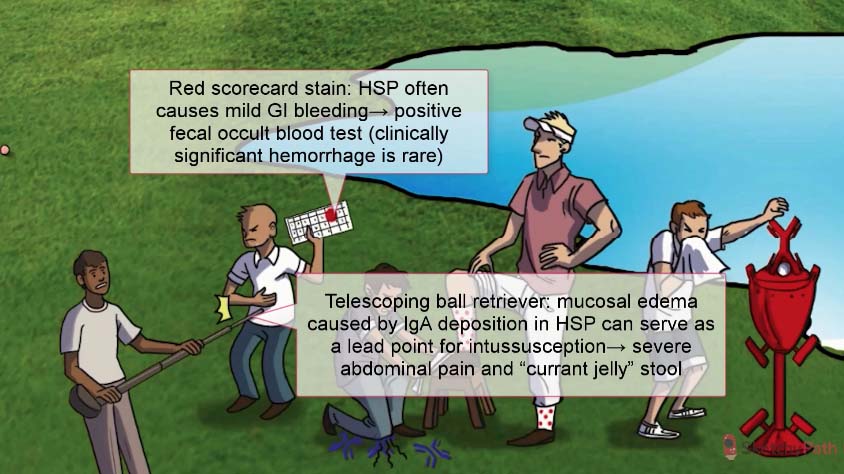 Red scorecard stain: HSP often
causes mild GI bleeding→ positive
fecal occult blood test (clinically
significant hemorrhage is rare)
Telescoping ball retriever: mucosal edema
caused by IgA deposition in HSP can serve as
a lead point for intussusception→ severe
abdominal pain and “currant jelly” stool
SketchyPath